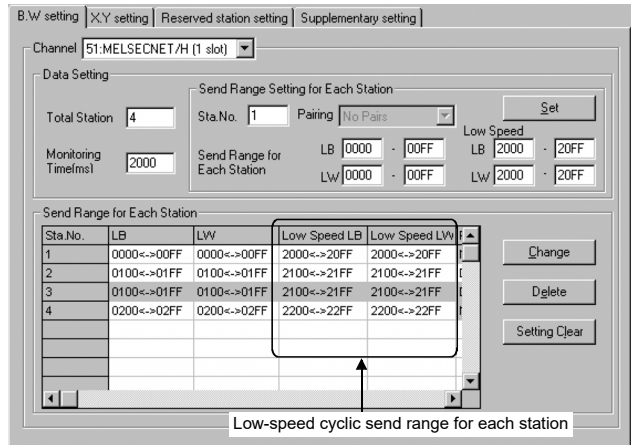 B.W setting X.Y setting Reserved station setting Supplementary setting
Channel 51:MELSECNET/H (1 slot)
Data Setting
Send Range Setting for Each Station
Total Station 4 Sta.No. 1 Pairing No Pairs Set
Low Speed
Monitoring Time(ms) 2000
Send Range for Each Station
LB 0000 - 00FF LB 2000 - 20FF
LW 0000 - 00FF LW 2000 - 20FF
Send Range for Each Station
Sta.No. LB LW Low Speed LB Low Speed LW
1 0000<->00FF 0000<->00FF 2000<->20FF 2000<->20FF
2 0100<->01FF 0100<->01FF 2100<->21FF 2100<->21FF
3 0100<->01FF 0100<->01FF 2100<->21FF 2100<->21FF
4 0200<->02FF 0200<->02FF 2200<->22FF 2200<->22FF
Change
Delete
Setting Clear
Low-speed cyclic send range for each station